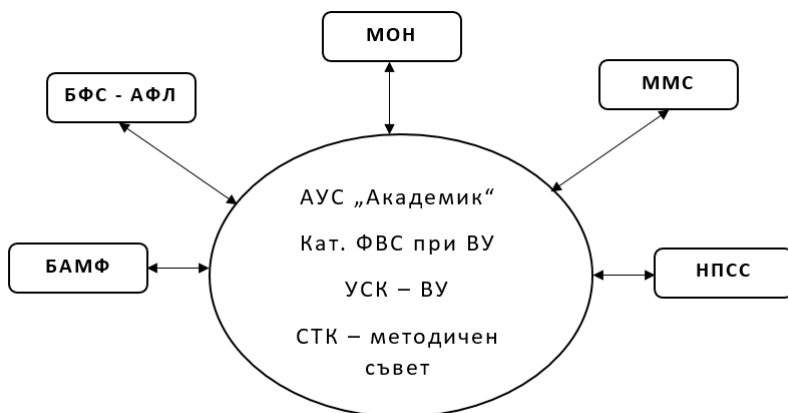 МОН
БФС - АФЛ
ММС
АУС „Академик“
Кат. ФВС при ВУ
БАМФ
НПСС
УСК – ВУ
СТК – методичен
съвет